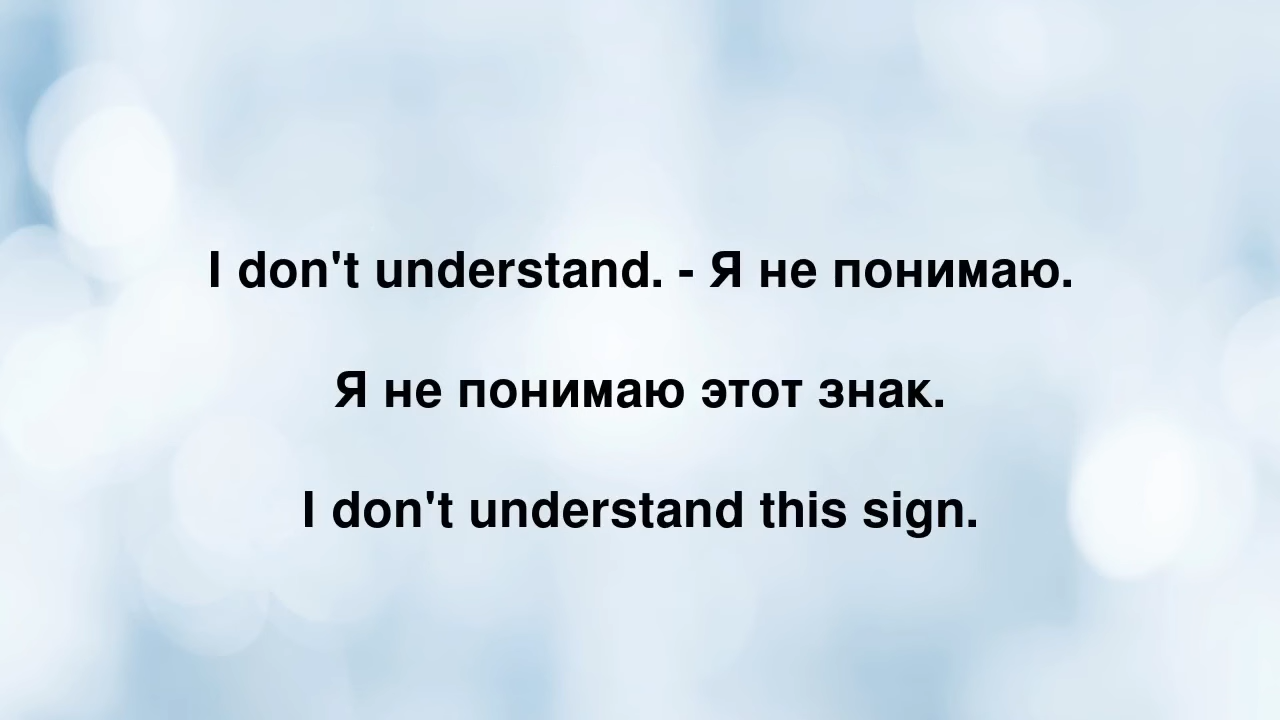 I don't understand. - Я не понимаю.
Я не понимаю этот знак.
I don't understand this sign.